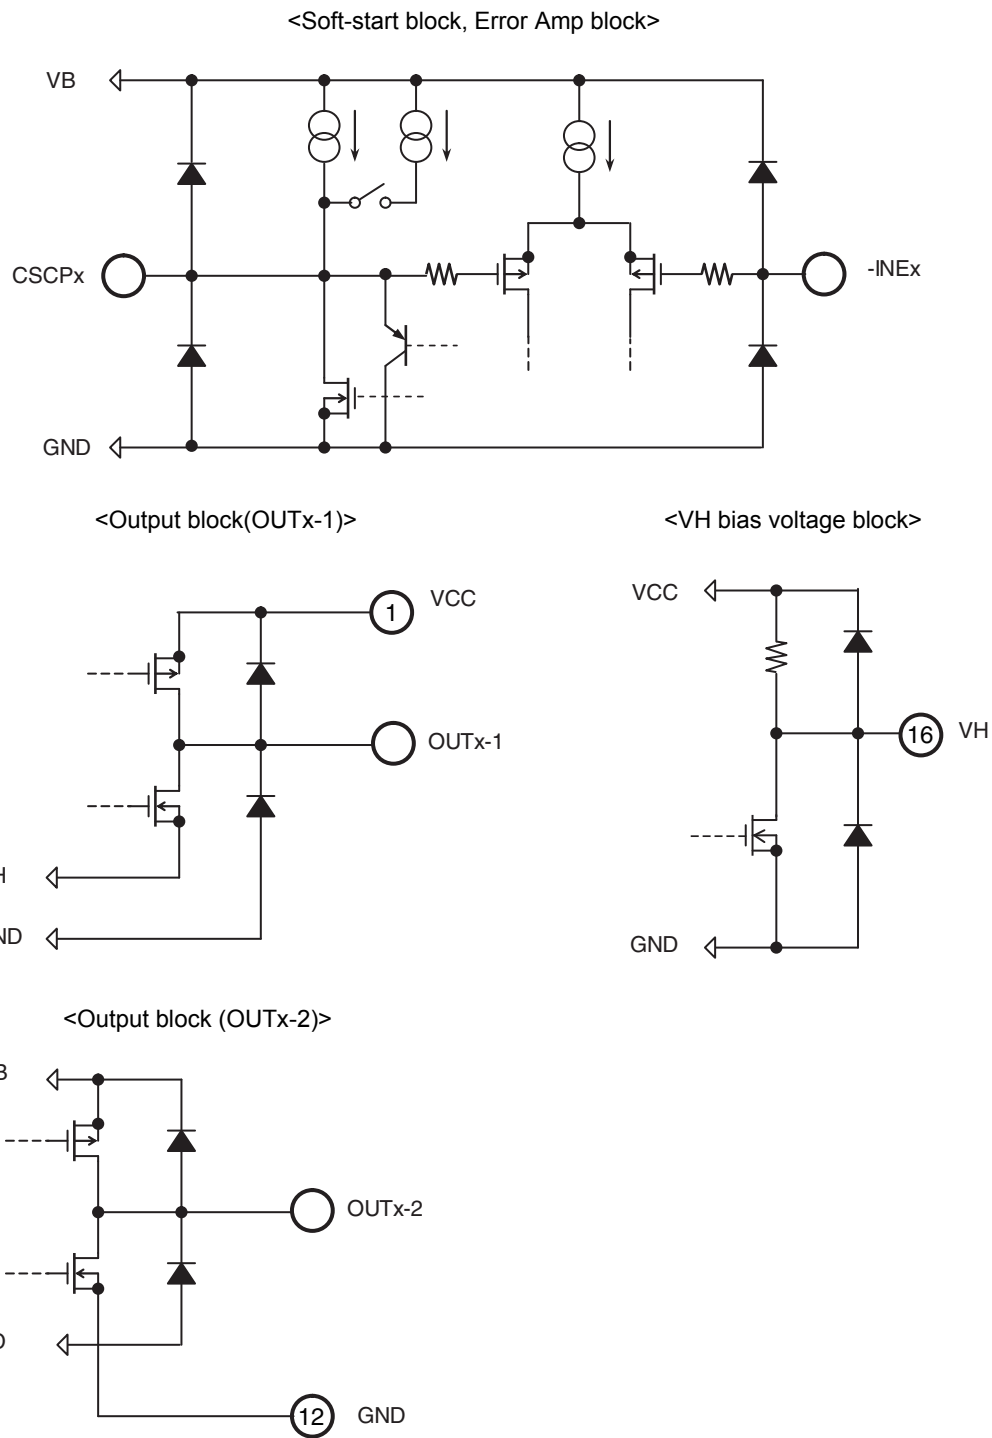 <Soft-start block, Error Amp block>
VB
CSCPx
-INEx
GND
<Output block(OUTx-1)>
<VH bias voltage block>
VCC
1
VCC
OUTx-1
16
VH
H
ND
GND
<Output block (OUTx-2)>
B
OUTx-2
D
12
GND